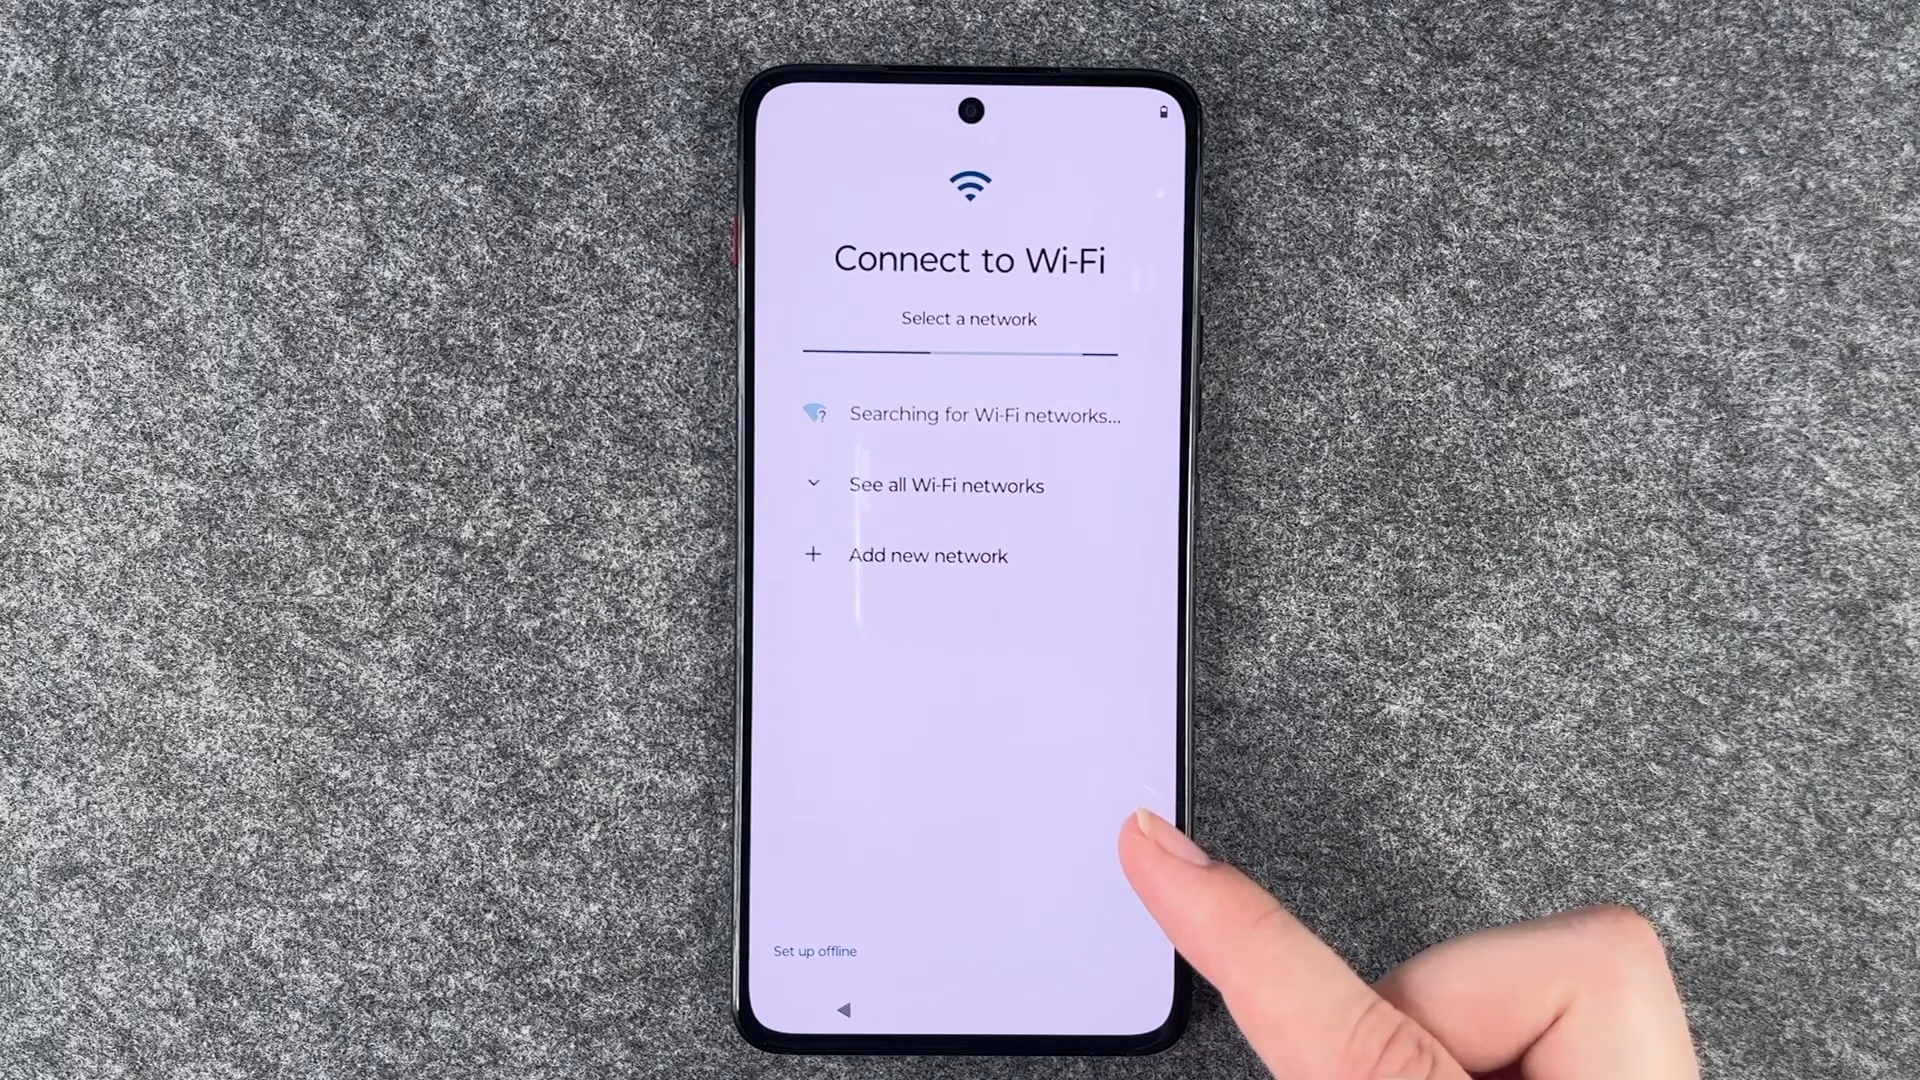 Connect to Wi-Fi
Select a network
Searching for Wi-Fi networks...
See all Wi-Fi networks
Add new network
Set up offline